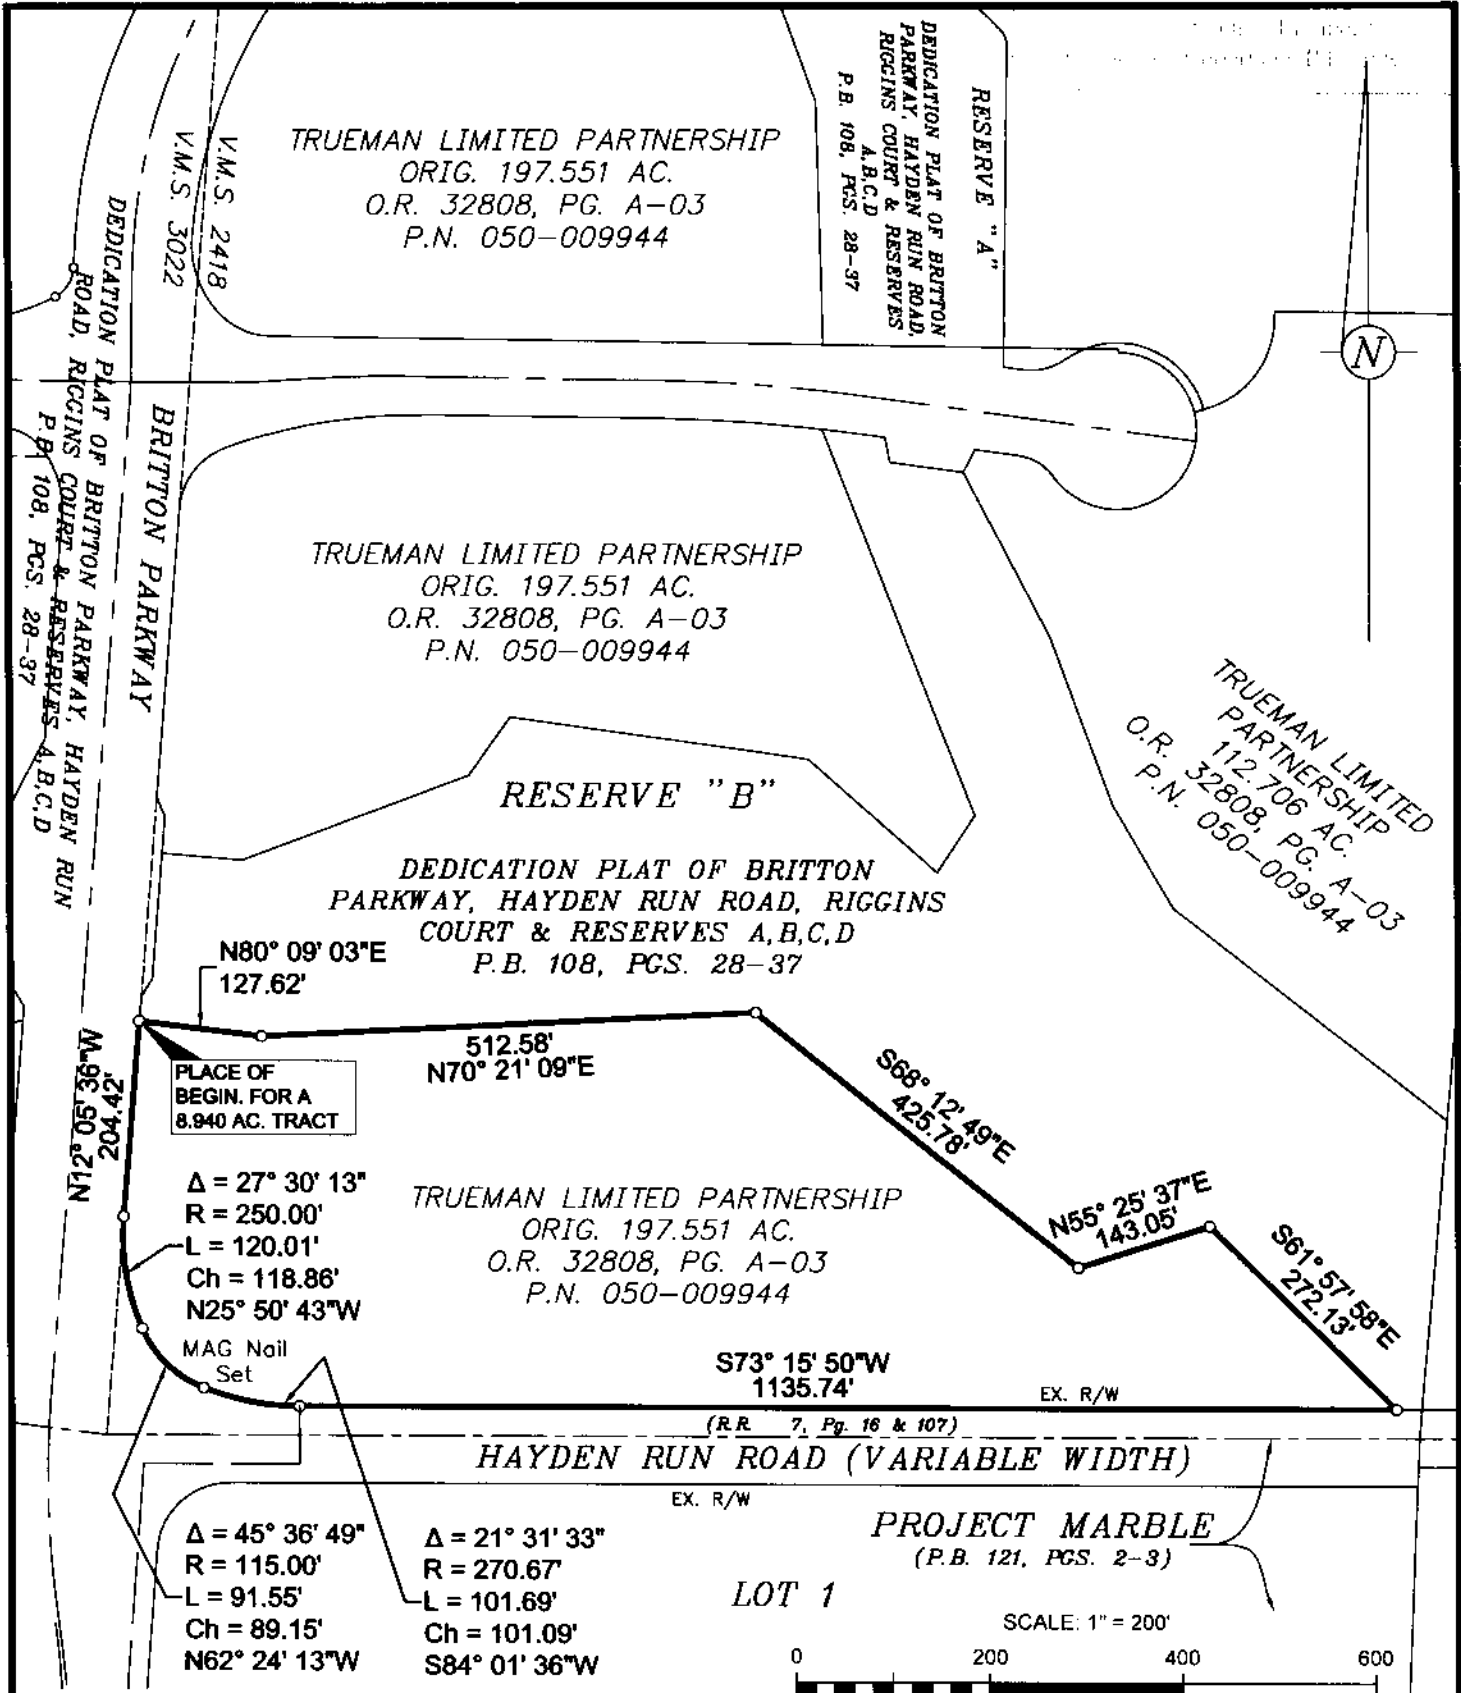 TRUEMAN LIMITED PARTNERSHIP
ORIG. 197.551 AC.
O.R. 32808, PG. A-03
P.N. 050-009944
DEDICATION PLAT OF BRITTON
PARKWAY, HAYDEN RUN ROAD,
RIGGINS COURT & RESERVES
A,B,C,D
P.B. 108, PGS. 28-37
RESERVE "A"
N
V.M.S. 2418
V.M.S. 3022
DEDICATION PLAT OF BRITTON PARKWAY, HAYDEN RUN
ROAD, RIGGINS COURT & RESERVES A,B,C,D
P.B. 108, PGS. 28-37
BRITTON PARKWAY
TRUEMAN LIMITED PARTNERSHIP
ORIG. 197.551 AC.
O.R. 32808, PG. A-03
P.N. 050-009944
TRUEMAN LIMITED
PARTNERSHIP
112.706 AC.
O.R. 32808, PG. A-03
P.N. 050-009944
RESERVE "B"
DEDICATION PLAT OF BRITTON
PARKWAY, HAYDEN RUN ROAD, RIGGINS
COURT & RESERVES A,B,C,D
P.B. 108, PGS. 28-37
N80° 09' 03"E
127.62'
512.58'
N70° 21' 09"E
S68° 12' 49"E
425.78'
N55° 25' 37"E
143.05'
S61° 57' 58"E
272.13'
N12° 05' 36"W
204.42'
PLACE OF
BEGIN. FOR A
8.940 AC. TRACT
Δ = 27° 30' 13"
R = 250.00'
L = 120.01'
Ch = 118.86'
N25° 50' 43"W
TRUEMAN LIMITED PARTNERSHIP
ORIG. 197.551 AC.
O.R. 32808, PG. A-03
P.N. 050-009944
MAG Nail
Set
S73° 15' 50"W
1135.74'
EX. R/W
(R.R. 7, Pg. 16 & 107)
HAYDEN RUN ROAD (VARIABLE WIDTH)
EX. R/W
Δ = 45° 36' 49"
R = 115.00'
L = 91.55'
Ch = 89.15'
N62° 24' 13"W
Δ = 21° 31' 33"
R = 270.67'
L = 101.69'
Ch = 101.09'
S84° 01' 36"W
PROJECT MARBLE
(P.B. 121, PGS. 2-3)
LOT 1
SCALE: 1" = 200'
0 200 400 600